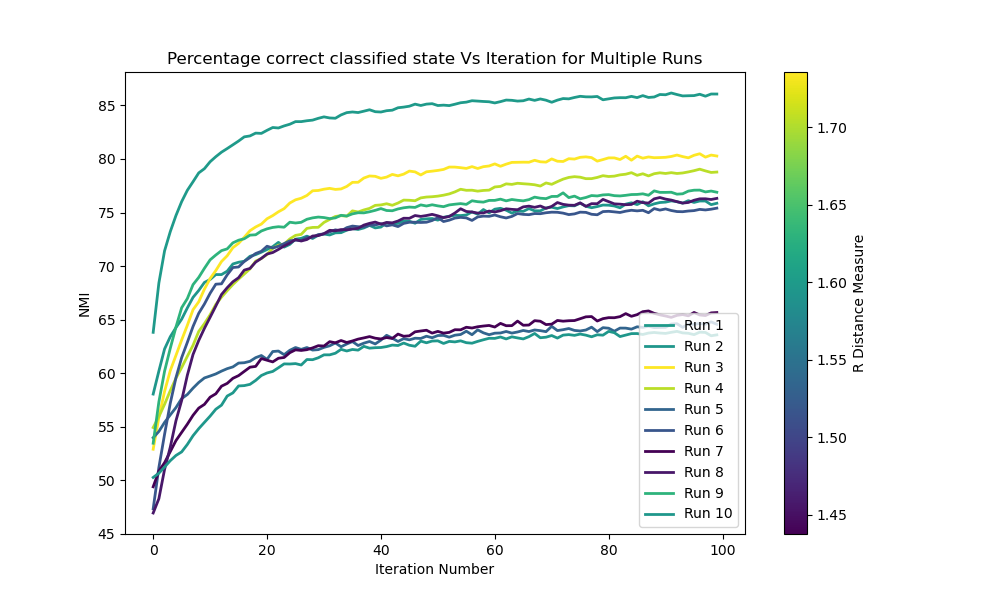 Percentage correct classified state Vs Iteration for Multiple Runs
NMI
85
80
75
70
65
60
55
50
45
0
20
40
60
80
100
Iteration Number
Run 1
Run 2
Run 3
Run 4
Run 5
Run 6
Run 7
Run 8
Run 9
Run 10
1.70
1.65
1.60
1.55
1.50
1.45
R Distance Measure